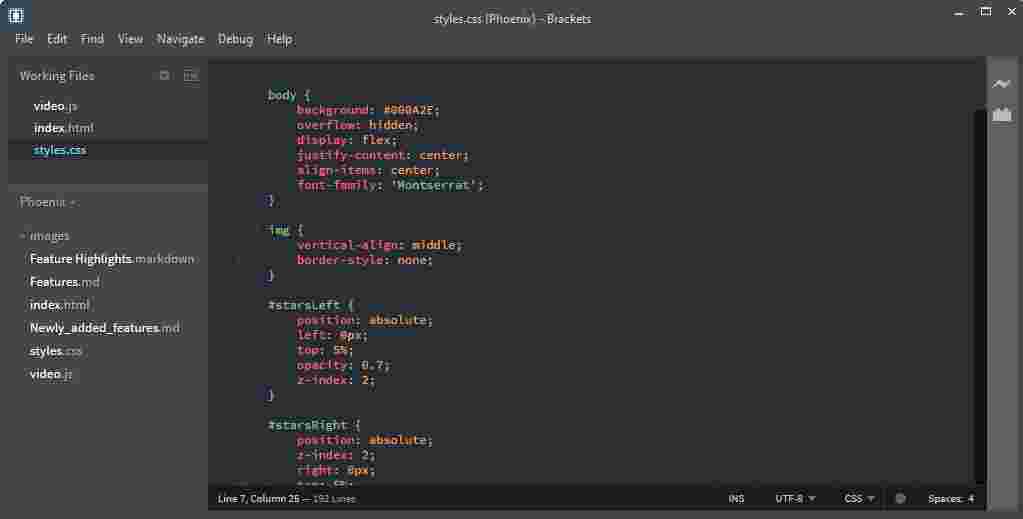 styles.css (Phoenix) - Brackets
File Edit Find View Navigate Debug Help
Working Files
video.js
index.html
styles.css
Phoenix
images
Feature Highlights.markdown
Features.md
index.html
Newly_added_features.md
styles.css
video.js
body {
background: #000A2E;
overflow: hidden;
display: flex;
justify-content: center;
align-items: center;
font-family: 'Montserrat';
}
img {
vertical-align: middle;
border-style: none;
}
#starsLeft {
position: absolute;
left: 0px;
top: 5%;
opacity: 0.7;
z-index: 2;
}
#starsRight {
position: absolute;
z-index: 2;
right: 0px;
top: 5%;
Line 7, Column 25 — 192 Lines INS UTF-8 CSS Spaces: 4